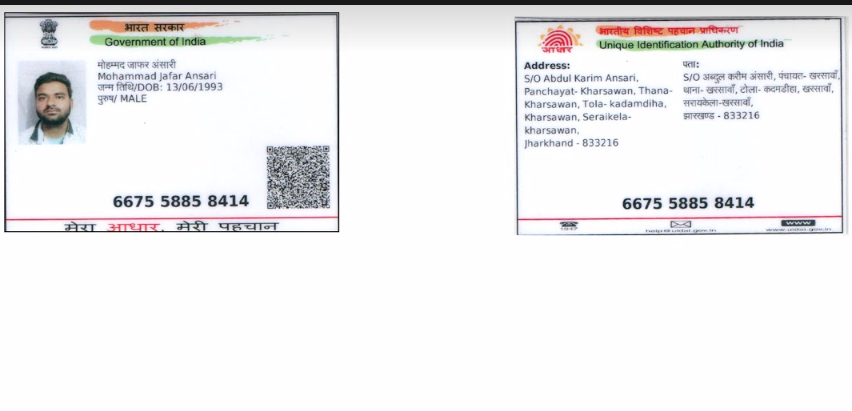 भारत सरकार
Government of India
मोहम्मद जाफर अंसारी
Mohammad Jafar Ansari
जन्म तिथि/DOB: 13/06/1993
पुरुष/ MALE
6675 5885 8414
मेरा आधार, मेरी पहचान
भारतीय विशिष्ट पहचान प्राधिकरण
Unique Identification Authority of India
आधार
Address:
S/O Abdul Karim Ansari,
Panchayat- Kharsawan, Thana-
Kharsawan, Tola- kadamdiha,
Kharsawan, Seraikela-
kharsawan,
Jharkhand - 833216
पता:
S/O अब्दुल करीम अंसारी, पंचायत- खरसावाँ,
थाना- खरसावाँ, टोला- कदमडीहा, खरसावाँ,
सरायकेला-खरसावाँ,
झारखण्ड - 833216
6675 5885 8414
1947
help@uidai.gov.in
www
www.uidai.gov.in